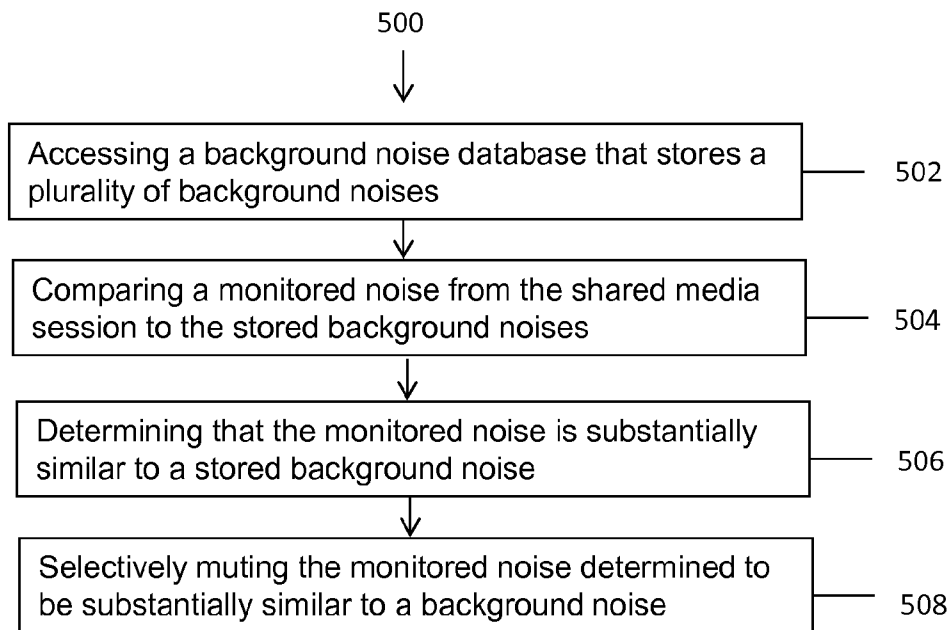 500
Accessing a background noise database that stores a
plurality of background noises
502
Comparing a monitored noise from the shared media
session to the stored background noises
504
Determining that the monitored noise is substantially
similar to a stored background noise
506
Selectively muting the monitored noise determined to
be substantially similar to a background noise
508